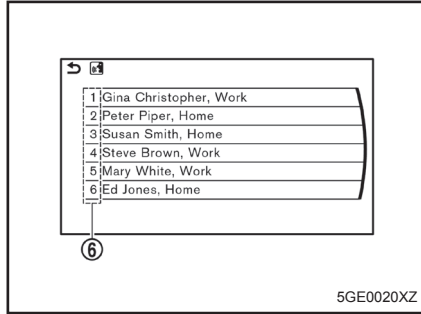 1 Gina Christopher, Work
2 Peter Piper, Home
3 Susan Smith, Home
4 Steve Brown, Work
5 Mary White, Work
6 Ed Jones, Home
⑥
5GE0020XZ